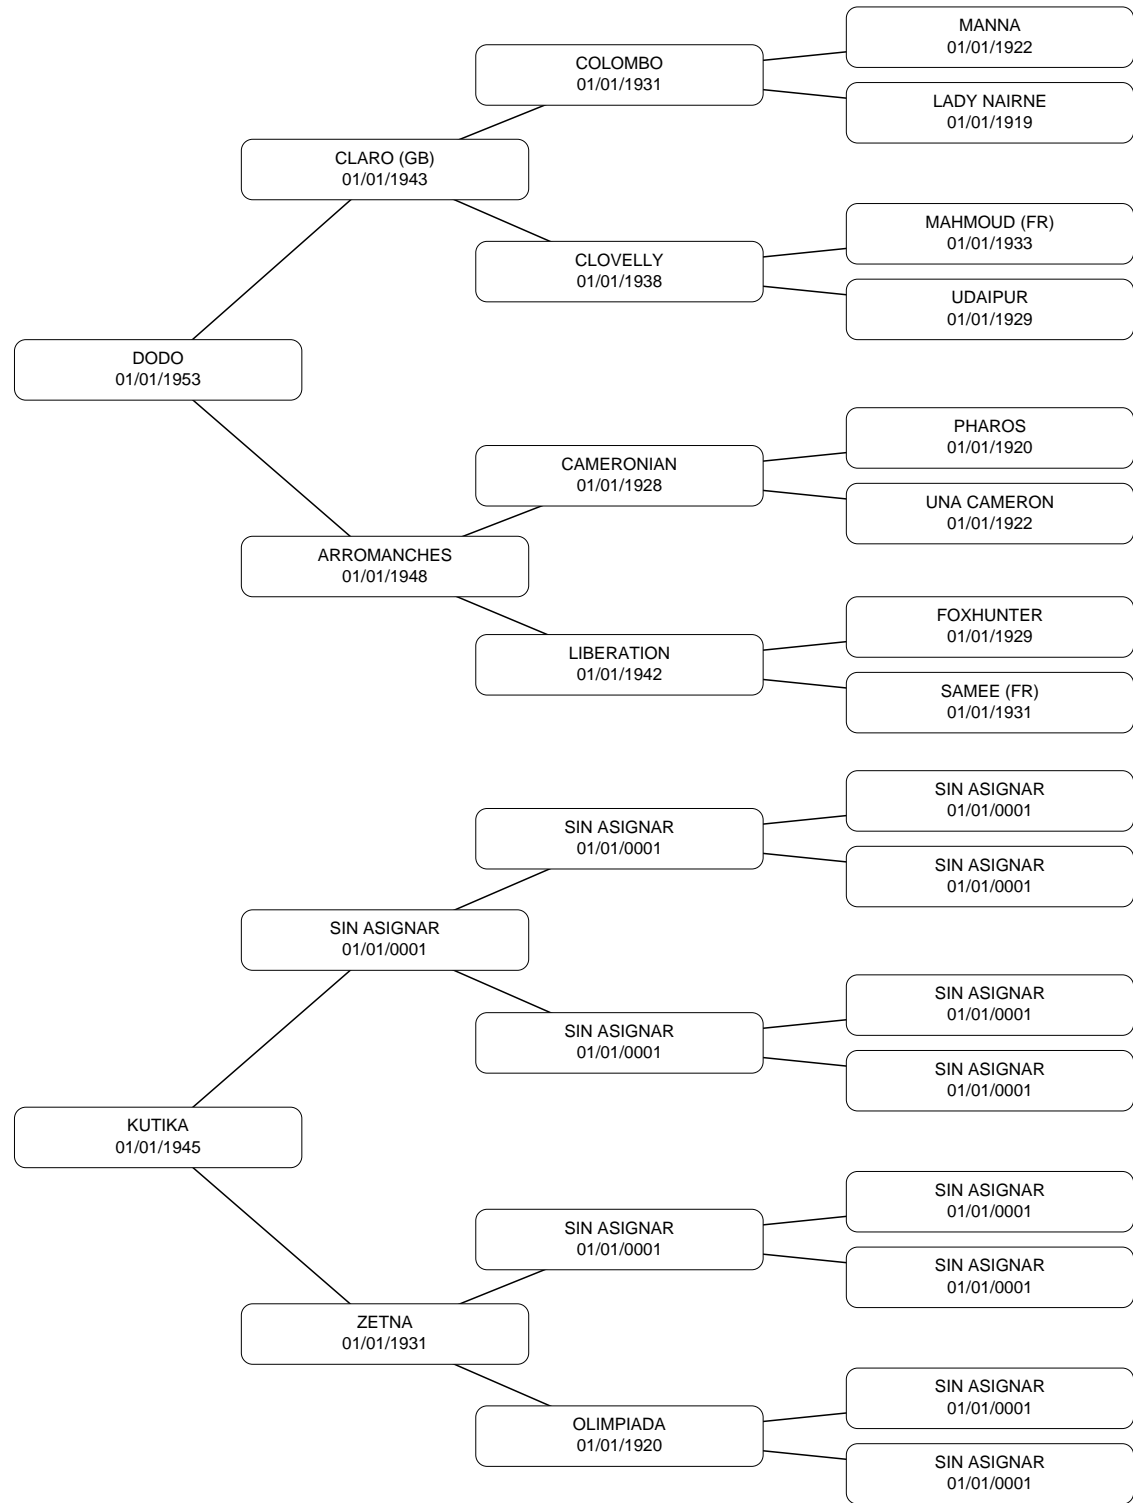 MANNA
01/01/1922
COLOMBO
01/01/1931
LADY NAIRNE
01/01/1919
CLARO (GB)
01/01/1943
MAHMOUD (FR)
01/01/1933
CLOVELLY
01/01/1938
UDAIPUR
01/01/1929
DODO
01/01/1953
PHAROS
01/01/1920
CAMERONIAN
01/01/1928
UNA CAMERON
01/01/1922
ARROMANCHES
01/01/1948
FOXHUNTER
01/01/1929
LIBERATION
01/01/1942
SAMEE (FR)
01/01/1931
SIN ASIGNAR
01/01/0001
SIN ASIGNAR
01/01/0001
SIN ASIGNAR
01/01/0001
SIN ASIGNAR
01/01/0001
SIN ASIGNAR
01/01/0001
SIN ASIGNAR
01/01/0001
SIN ASIGNAR
01/01/0001
KUTIKA
01/01/1945
SIN ASIGNAR
01/01/0001
SIN ASIGNAR
01/01/0001
SIN ASIGNAR
01/01/0001
ZETNA
01/01/1931
SIN ASIGNAR
01/01/0001
OLIMPIADA
01/01/1920
SIN ASIGNAR
01/01/0001